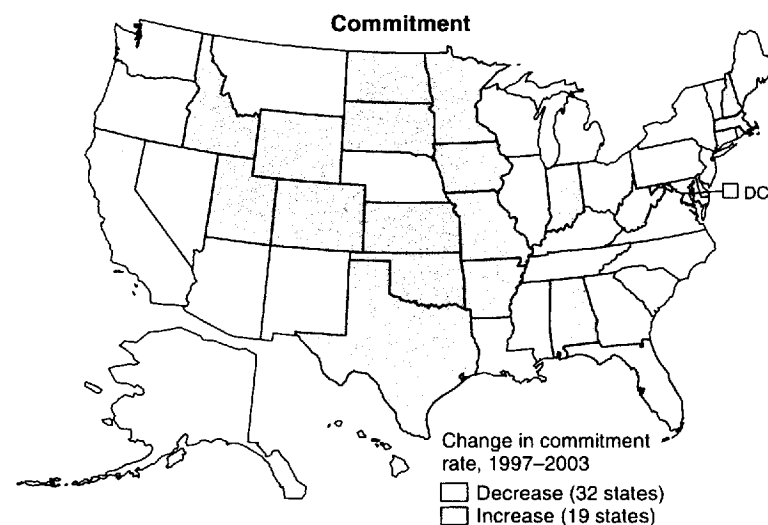 Commitment
DC
Change in commitment
rate, 1997–2003
Decrease (32 states)
Increase (19 states)